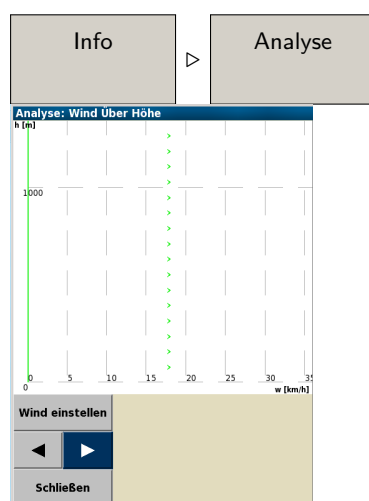 Info ▷ Analyse
Analyse: Wind Über Höhe
h [m]
1000
0 5 10 15 20 25 30 35
0
w [km/h]
Wind einstellen
◀ ▶
Schließen